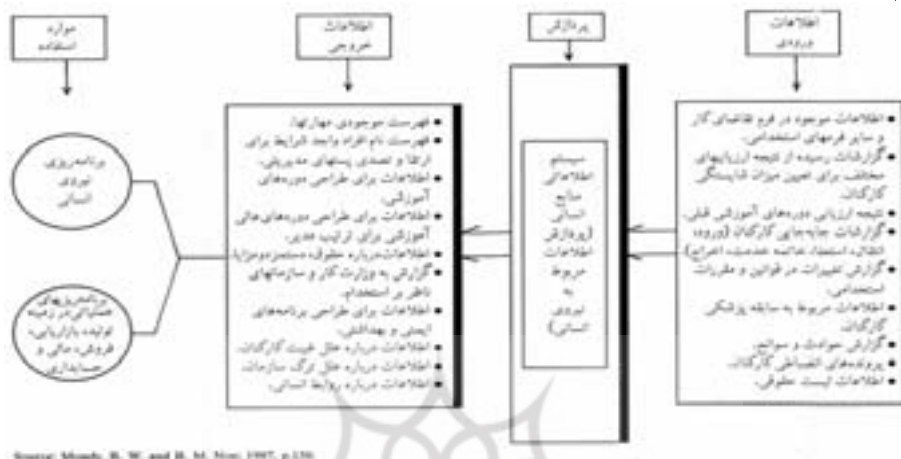 اطلاعات
ورودی
پردازش
اطلاعات
خروجی
موارد
استفاده
• اطلاعات موجود در فرم تقاضای کار
و سایر فرمهای استخدامی.
• گزارشات رسیده از نتیجه ارزیابیهای
مختلف برای تعیین میزان شایستگی
کارکنان.
• نتیجه ارزیابی دوره‌های آموزشی قبلی.
• گزارشات جابه‌جایی کارکنان (ورود،
انتقال، استعفا، خاتمه خدمت، اخراج).
• گزارش تغییرات در قوانین و مقررات
استخدامی.
• اطلاعات مربوط به سابقه پزشکی
کارکنان.
• گزارش حوادث و سوانح.
• پرونده‌های انضباطی کارکنان.
• اطلاعات لیست حقوقی.
سیستم
اطلاعاتی
منابع
انسانی
(پردازش
اطلاعات
مربوط
به
نیروی
انسانی)
• فهرست موجودی مهارتها.
• فهرست نام افراد واجد شرایط برای
ارتقا و تصدی پستهای مدیریتی.
• اطلاعات برای طراحی دوره‌های
آموزشی.
• اطلاعات برای طراحی دوره‌های عالی
آموزشی برای تربیت مدیر.
• اطلاعات درباره حقوق، دستمزد و مزایا.
• گزارش به وزارت کار و سازمانهای
ناظر بر استخدام.
• اطلاعات برای طراحی برنامه‌های
ایمنی و بهداشتی.
• اطلاعات درباره علل غیبت کارکنان.
• اطلاعات درباره علل ترک سازمان.
• اطلاعات درباره روابط انسانی.
برنامه‌ریزی
نیروی
انسانی
برنامه‌ریزیهای
عملیاتی در زمینه
تولید، بازاریابی،
فروش، مالی و
حسابداری
Source: Mondy, R. W. and R. M. Noe, 1987, p.156